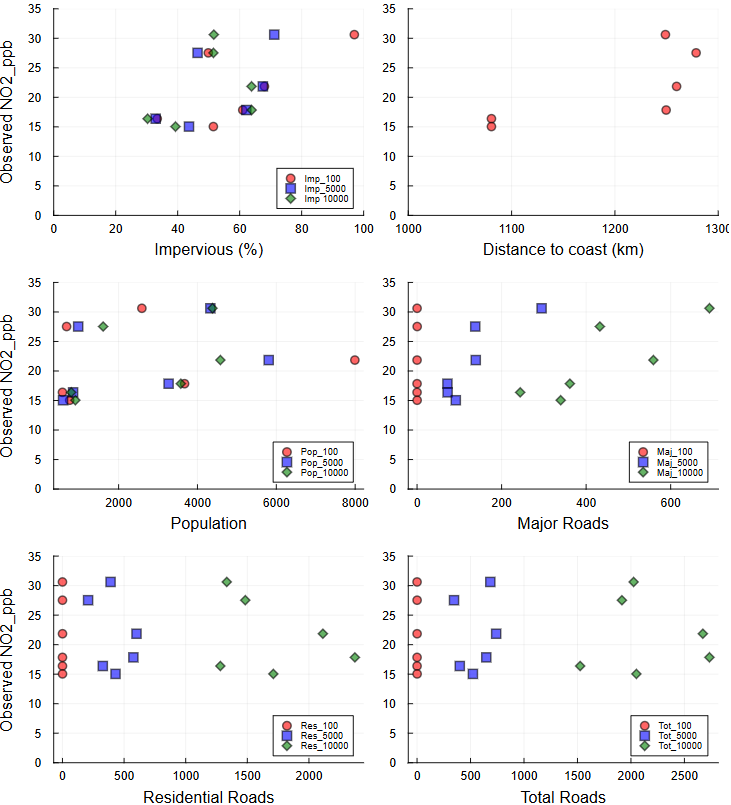 35
30
25
20
15
10
5
0
Observed NO2_ppb
Imp_100
Imp_5000
Imp 10000
0 20 40 60 80 100
Impervious (%)
35
30
25
20
15
10
5
0
1000 1100 1200 1300
Distance to coast (km)
35
30
25
20
15
10
5
0
Observed NO2_ppb
Pop_100
Pop_5000
Pop_10000
2000 4000 6000 8000
Population
35
30
25
20
15
10
5
0
Maj_100
Maj_5000
Maj_10000
0 200 400 600
Major Roads
35
30
25
20
15
10
5
0
Observed NO2_ppb
Res_100
Res_5000
Res_10000
0 500 1000 1500 2000
Residential Roads
35
30
25
20
15
10
5
0
Tot_100
Tot_5000
Tot_10000
0 500 1000 1500 2000 2500
Total Roads